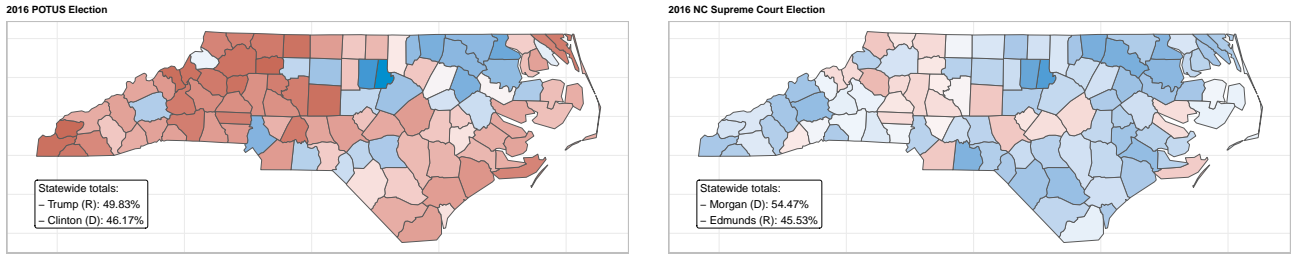 2016 POTUS Election
Statewide totals:
– Trump (R): 49.83%
– Clinton (D): 46.17%
2016 NC Supreme Court Election
Statewide totals:
– Morgan (D): 54.47%
– Edmunds (R): 45.53%